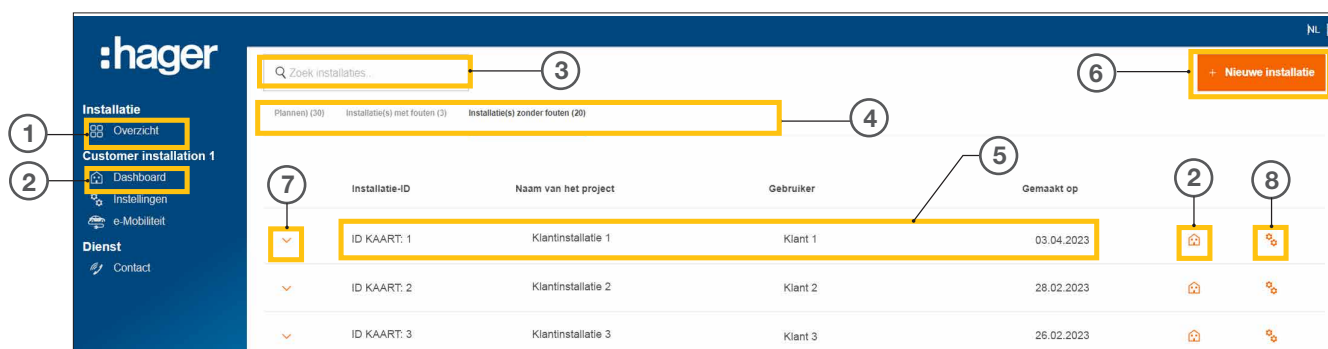 NL
:hager
Zoek installaties..
3
6
+ Nieuwe installatie
Installatie
Plannen) (30) Installatie(s) met fouten (3) Installatie(s) zonder fouten (20)
4
1
Overzicht
Customer installation 1
5
2
Dashboard
7
Installatie-ID Naam van het project Gebruiker Gemaakt op
2
8
Instellingen
e-Mobiliteit
ID KAART: 1 Klantinstallatie 1 Klant 1 03.04.2023
Dienst
Contact
ID KAART: 2 Klantinstallatie 2 Klant 2 28.02.2023
ID KAART: 3 Klantinstallatie 3 Klant 3 26.02.2023